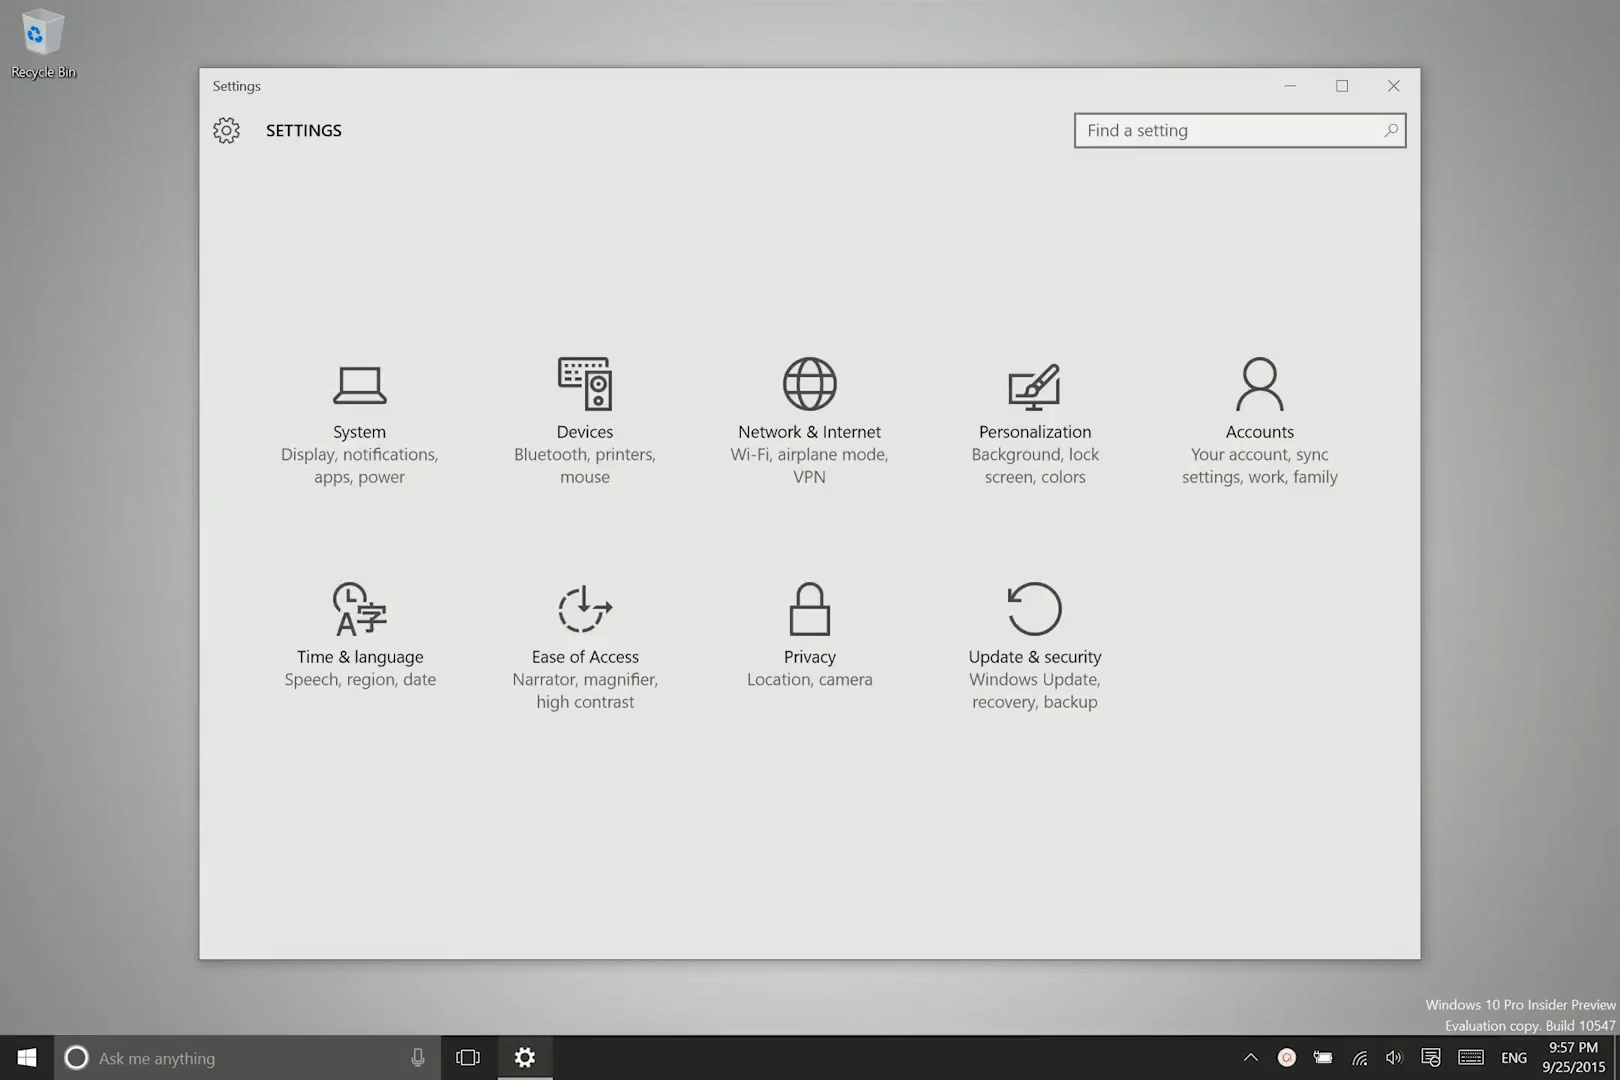 Recycle Bin
Settings
SETTINGS
Find a setting
System
Display, notifications,
apps, power
Devices
Bluetooth, printers,
mouse
Network & Internet
Wi-Fi, airplane mode,
VPN
Personalization
Background, lock
screen, colors
Accounts
Your account, sync
settings, work, family
Time & language
Speech, region, date
Ease of Access
Narrator, magnifier,
high contrast
Privacy
Location, camera
Update & security
Windows Update,
recovery, backup
Windows 10 Pro Insider Preview
Evaluation copy. Build 10547
Ask me anything
ENG
9:57 PM
9/25/2015